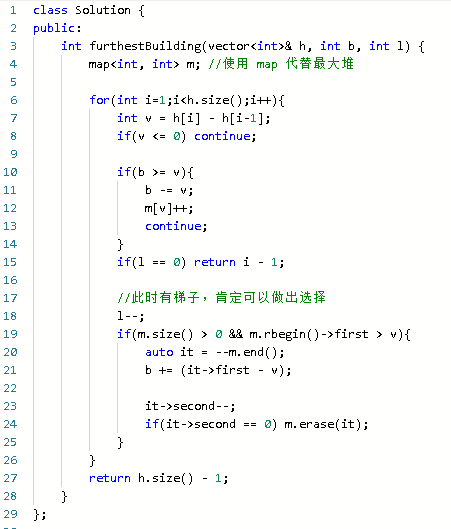 1 class Solution {
2 public:
3     int furthestBuilding(vector<int>& h, int b, int l) {
4         map<int, int> m; //使用 map 代替最大堆
5
6         for(int i=1;i<h.size();i++){
7             int v = h[i] - h[i-1];
8             if(v <= 0) continue;
9
10             if(b >= v){
11                 b -= v;
12                 m[v]++;
13                 continue;
14             }
15             if(l == 0) return i - 1;
16
17             //此时有梯子，肯定可以做出选择
18             l--;
19             if(m.size() > 0 && m.rbegin()->first > v){
20                 auto it = --m.end();
21                 b += (it->first - v);
22
23                 it->second--;
24                 if(it->second == 0) m.erase(it);
25             }
26         }
27         return h.size() - 1;
28     }
29 };